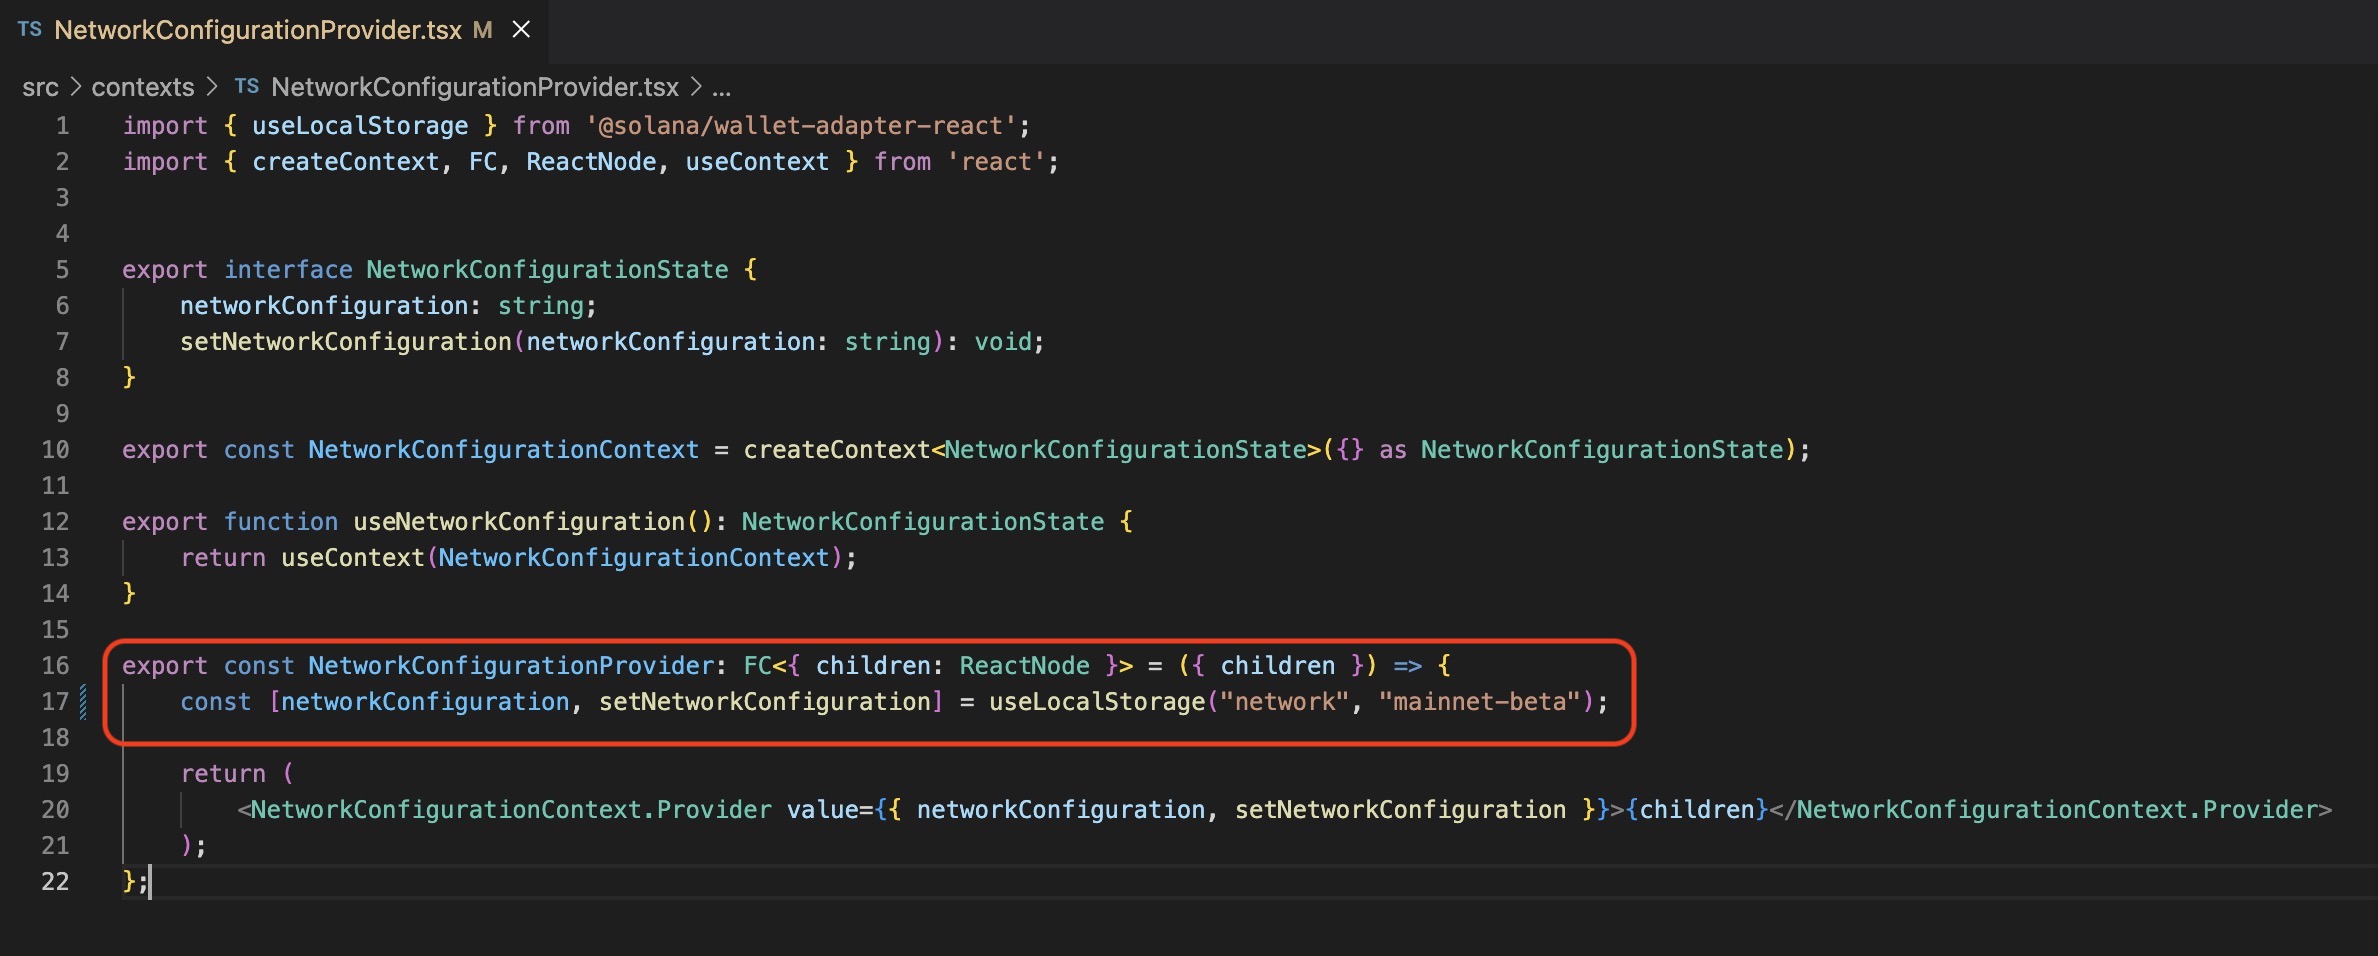 TS NetworkConfigurationProvider.tsx M ×
src > contexts > TS NetworkConfigurationProvider.tsx > ...
1 import { useLocalStorage } from '@solana/wallet-adapter-react';
2 import { createContext, FC, ReactNode, useContext } from 'react';
3
4
5 export interface NetworkConfigurationState {
6     networkConfiguration: string;
7     setNetworkConfiguration(networkConfiguration: string): void;
8 }
9
10 export const NetworkConfigurationContext = createContext<NetworkConfigurationState>({} as NetworkConfigurationState);
11
12 export function useNetworkConfiguration(): NetworkConfigurationState {
13     return useContext(NetworkConfigurationContext);
14 }
15
16 export const NetworkConfigurationProvider: FC<{ children: ReactNode }> = ({ children }) => {
17     const [networkConfiguration, setNetworkConfiguration] = useLocalStorage("network", "mainnet-beta");
18
19     return (
20         <NetworkConfigurationContext.Provider value={{ networkConfiguration, setNetworkConfiguration }}>{children}</NetworkConfigurationContext.Provider>
21     );
22 };